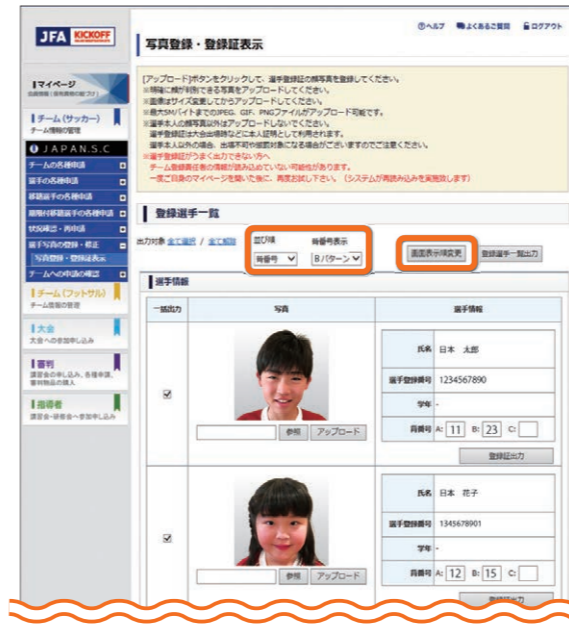 JFA KICKOFF
ヘルプ よくあるご質問 ログアウト
写真登録・登録証表示
[アップロード]ボタンをクリックして、選手登録証の顔写真を登録してください。
※明確に顔が判別できる写真をアップロードしてください。
※画像はサイズ変更してからアップロードしてください。
※最大5MバイトまでのJPEG、GIF、PNGファイルがアップロード可能です。
※選手本人の顔写真以外はアップロードしないでください。
選手登録証は大会出場時などに本人証明として利用されます。
選手本人以外の場合、出場不可や懲罰対象になる場合がございますのでご注意ください。
※選手登録証がうまく出力できない方へ
チーム登録責任者の情報が読み込めていない可能性があります。
一度ご自身のマイページを開いた後に、再度お試し下さい。（システムが再読み込みを実施致します）
マイページ
チーム（サッカー）
チーム情報の管理
JAPAN.S.C
チームの各種申請
選手の各種申請
移籍選手の各種申請
期限付移籍選手の各種申請
状況確認・再申請
選手写真の登録・修正
写真登録・登録証表示
チームへの申請の確認
チーム（フットサル）
チーム情報の管理
大会
大会への参加申し込み
審判
講習会の申し込み、各種申請、
審判物品の購入
指導者
講習会・研修会へ参加申し込み
登録選手一覧
出力対象 全て選択 / 全て解除
並び順 背番号表示
背番号 Bパターン
画面表示順変更 登録選手一覧出力
選手情報
一括出力 写真 選手情報
氏名 日本 太郎
選手登録番号 1234567890
学年 -
背番号 A: 11 B: 23 C:
参照 アップロード
登録証出力
氏名 日本 花子
選手登録番号 1345678901
学年 -
背番号 A: 12 B: 15 C:
参照 アップロード
登録証出力